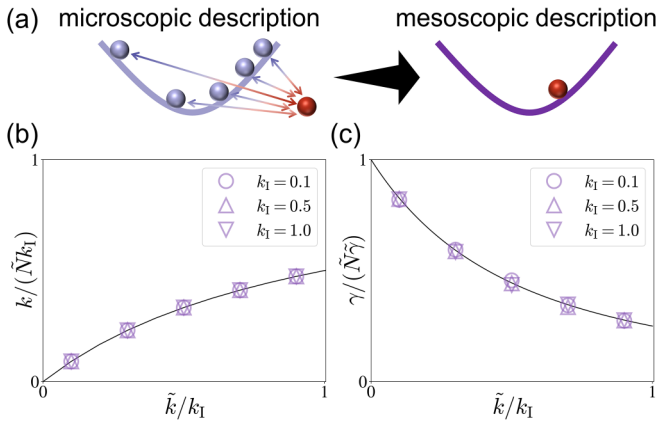 (a) microscopic description mesoscopic description
(b) (c)
1 1
k_I = 0.1 k_I = 0.1
k_I = 0.5 k_I = 0.5
k_I = 1.0 k_I = 1.0
k/(Ñk_I) γ/(Ñγ̃)
0 0
0 1 0 1
k̃/k_I k̃/k_I